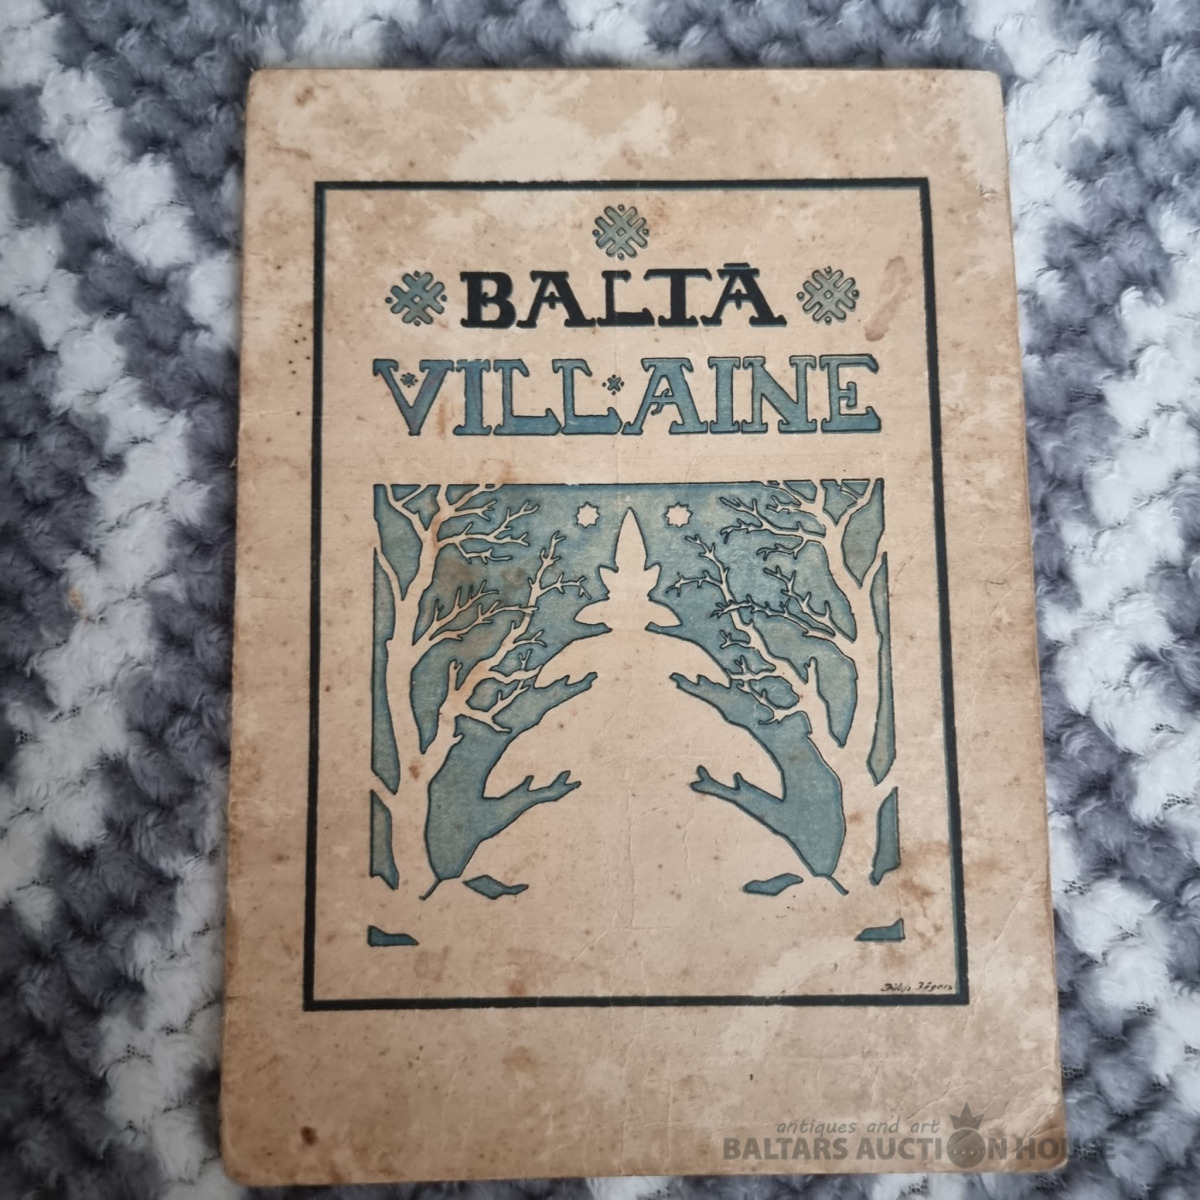 BALTĀ
VILLAINE
antiques and art
BALTARS AUCTION HOUSE